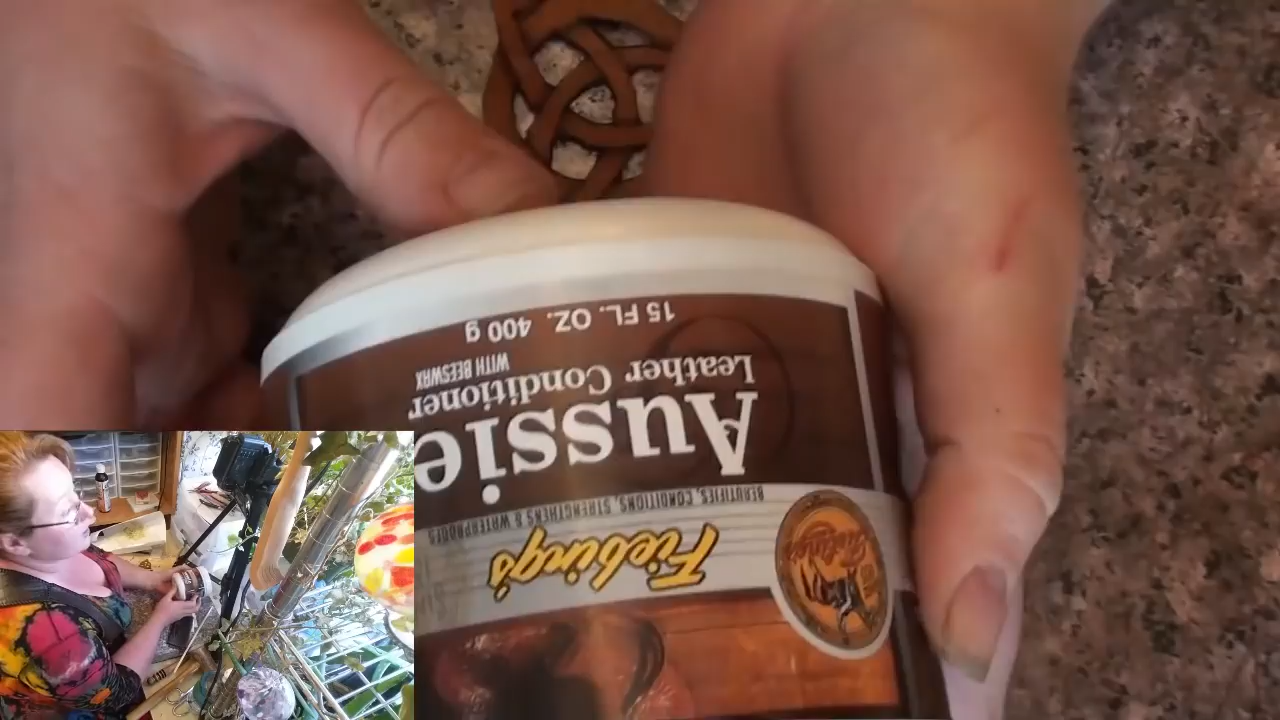 Fiebing's
BEAUTIFIES, CONDITIONS, STRENGTHENS & WATERPROOFS
Aussie
Leather Conditioner
WITH BEESWAX
15 FL. OZ. 400 g